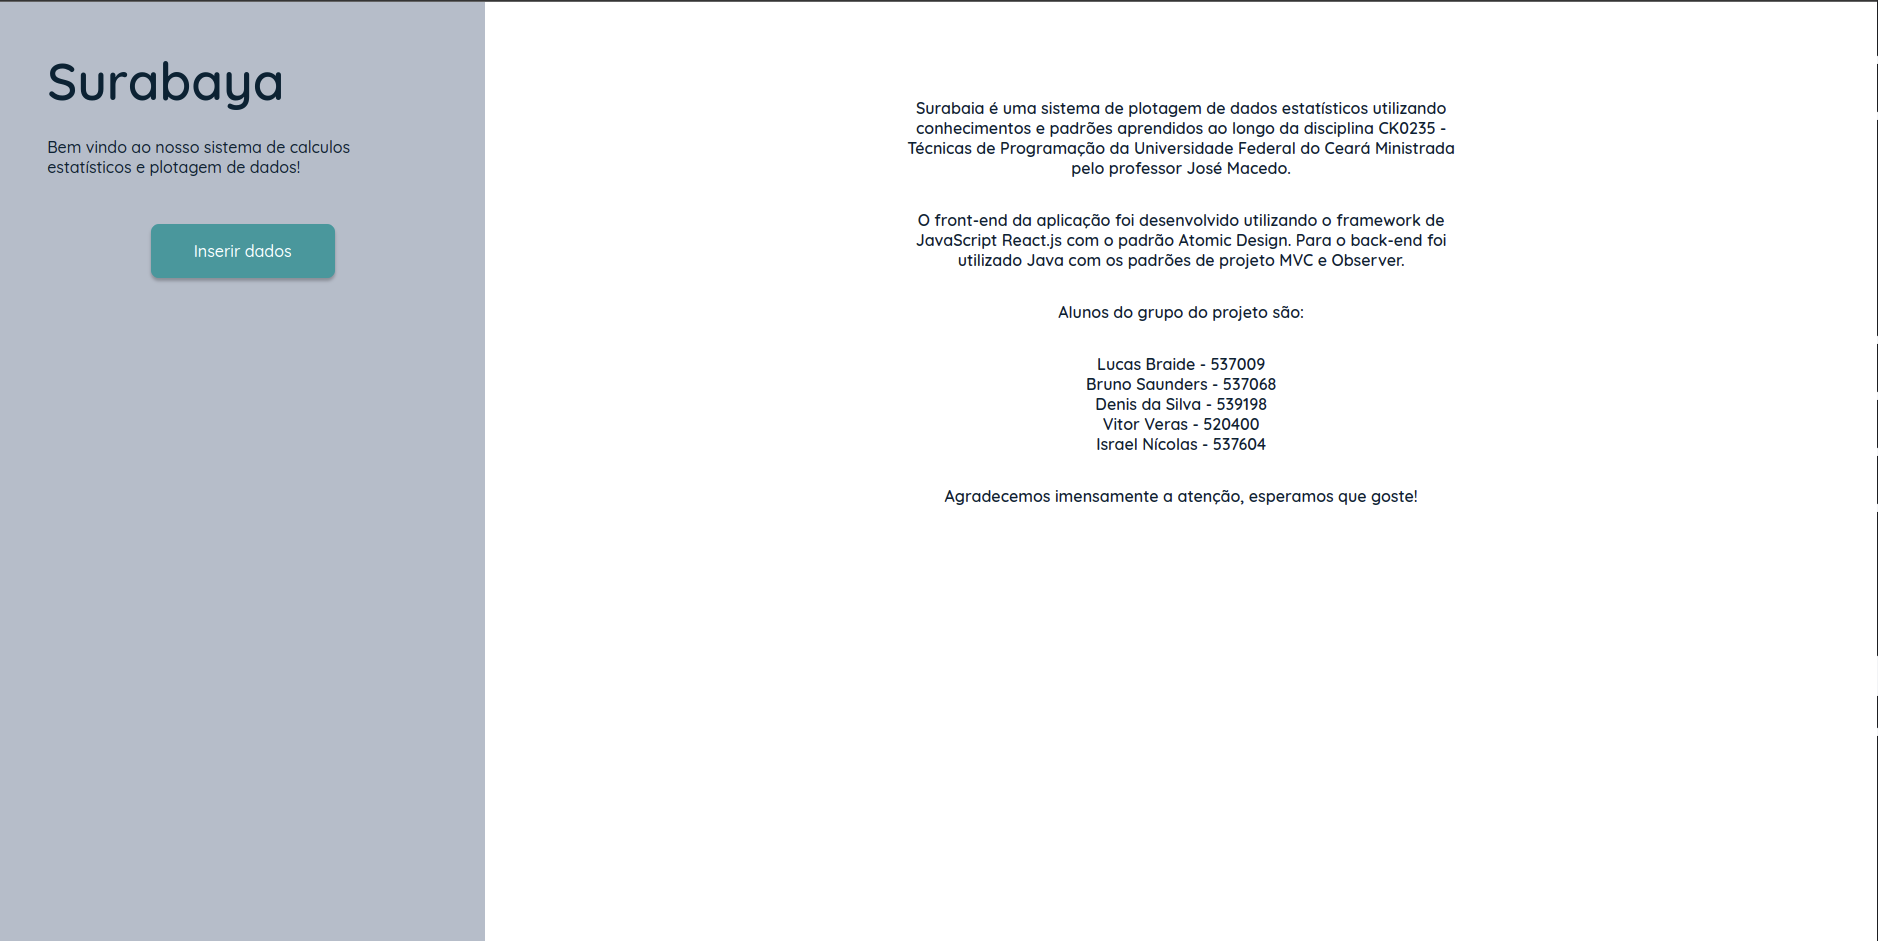 Surabaya
Bem vindo ao nosso sistema de calculos
estatísticos e plotagem de dados!
Inserir dados
Surabaia é uma sistema de plotagem de dados estatísticos utilizando
conhecimentos e padrões aprendidos ao longo da disciplina CK0235 -
Técnicas de Programação da Universidade Federal do Ceará Ministrada
pelo professor José Macedo.
O front-end da aplicação foi desenvolvido utilizando o framework de
JavaScript React.js com o padrão Atomic Design. Para o back-end foi
utilizado Java com os padrões de projeto MVC e Observer.
Alunos do grupo do projeto são:
Lucas Braide - 537009
Bruno Saunders - 537068
Denis da Silva - 539198
Vitor Veras - 520400
Israel Nícolas - 537604
Agradecemos imensamente a atenção, esperamos que goste!